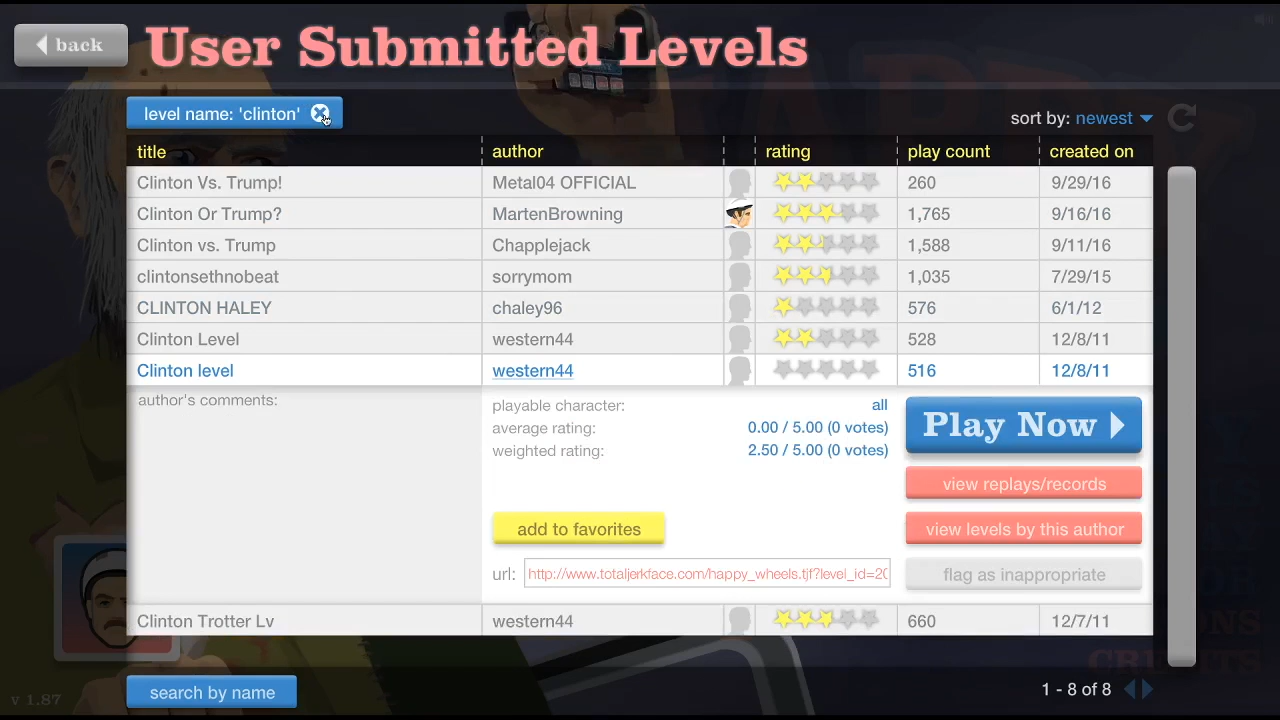 back
User Submitted Levels
level name: 'clinton'
sort by: newest
title author rating play count created on
Clinton Vs. Trump! Metal04 OFFICIAL 260 9/29/16
Clinton Or Trump? MartenBrowning 1,765 9/16/16
Clinton vs. Trump Chapplejack 1,588 9/11/16
clintonsethnobeat sorrymom 1,035 7/29/15
CLINTON HALEY chaley96 576 6/1/12
Clinton Level western44 528 12/8/11
Clinton level western44 516 12/8/11
author's comments:
playable character: all
average rating: 0.00 / 5.00 (0 votes)
weighted rating: 2.50 / 5.00 (0 votes)
Play Now
view replays/records
add to favorites
view levels by this author
url: http://www.totaljerkface.com/happy_wheels.tjf?level_id=20
flag as inappropriate
Clinton Trotter Lv western44 660 12/7/11
search by name
1 - 8 of 8
v 1.87